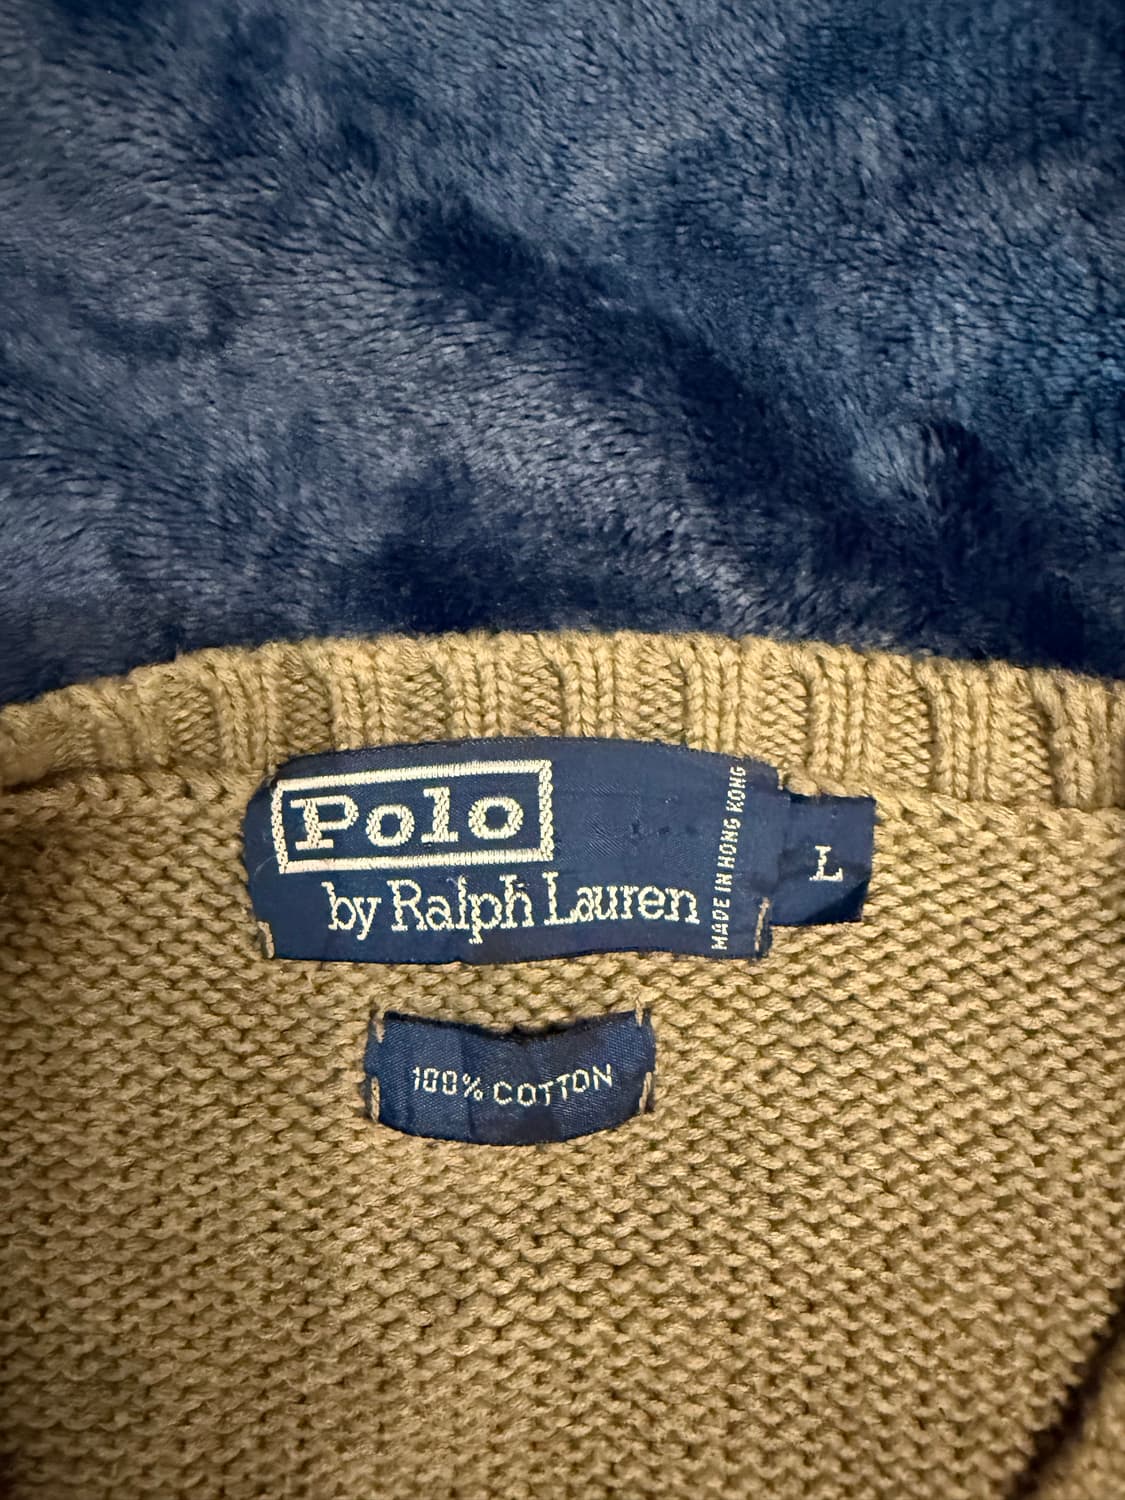 Polo
by Ralph Lauren
MADE IN HONG KONG
L
100% COTTON